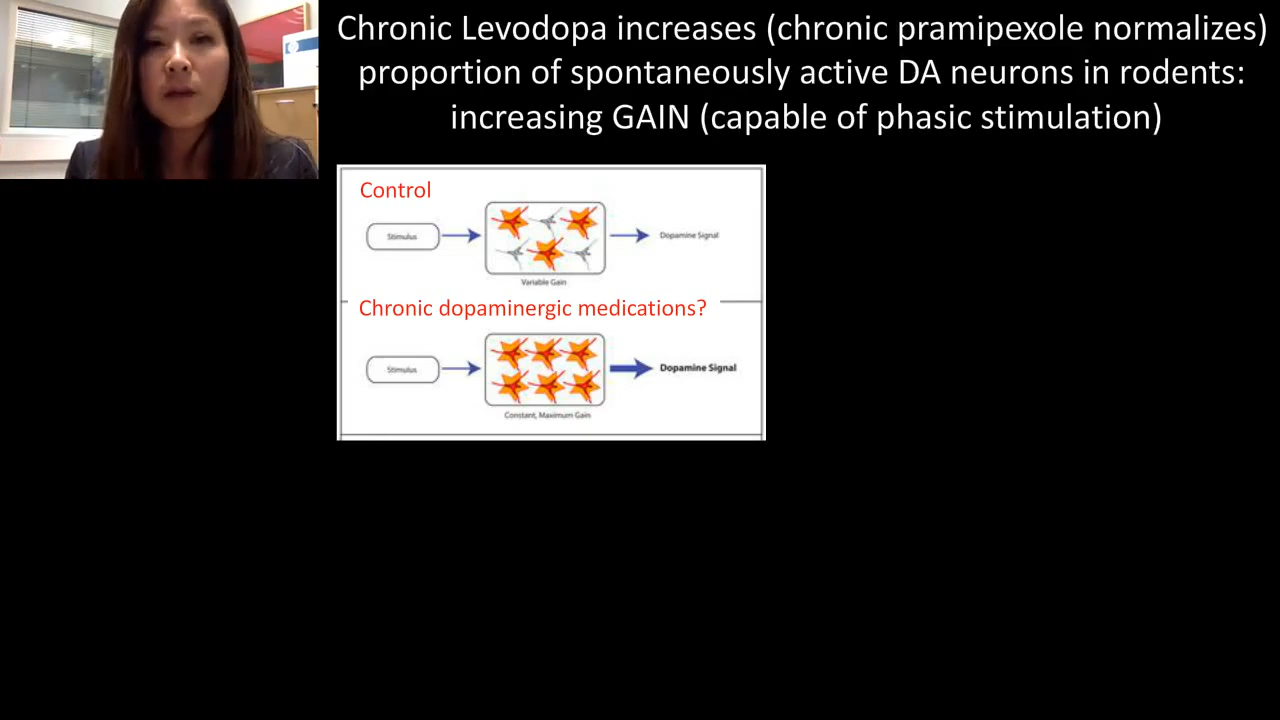 Chronic Levodopa increases (chronic pramipexole normalizes)
proportion of spontaneously active DA neurons in rodents:
increasing GAIN (capable of phasic stimulation)
Control
Stimulus
Dopamine Signal
Variable Gain
Chronic dopaminergic medications?
Stimulus
Dopamine Signal
Constant, Maximum Gain